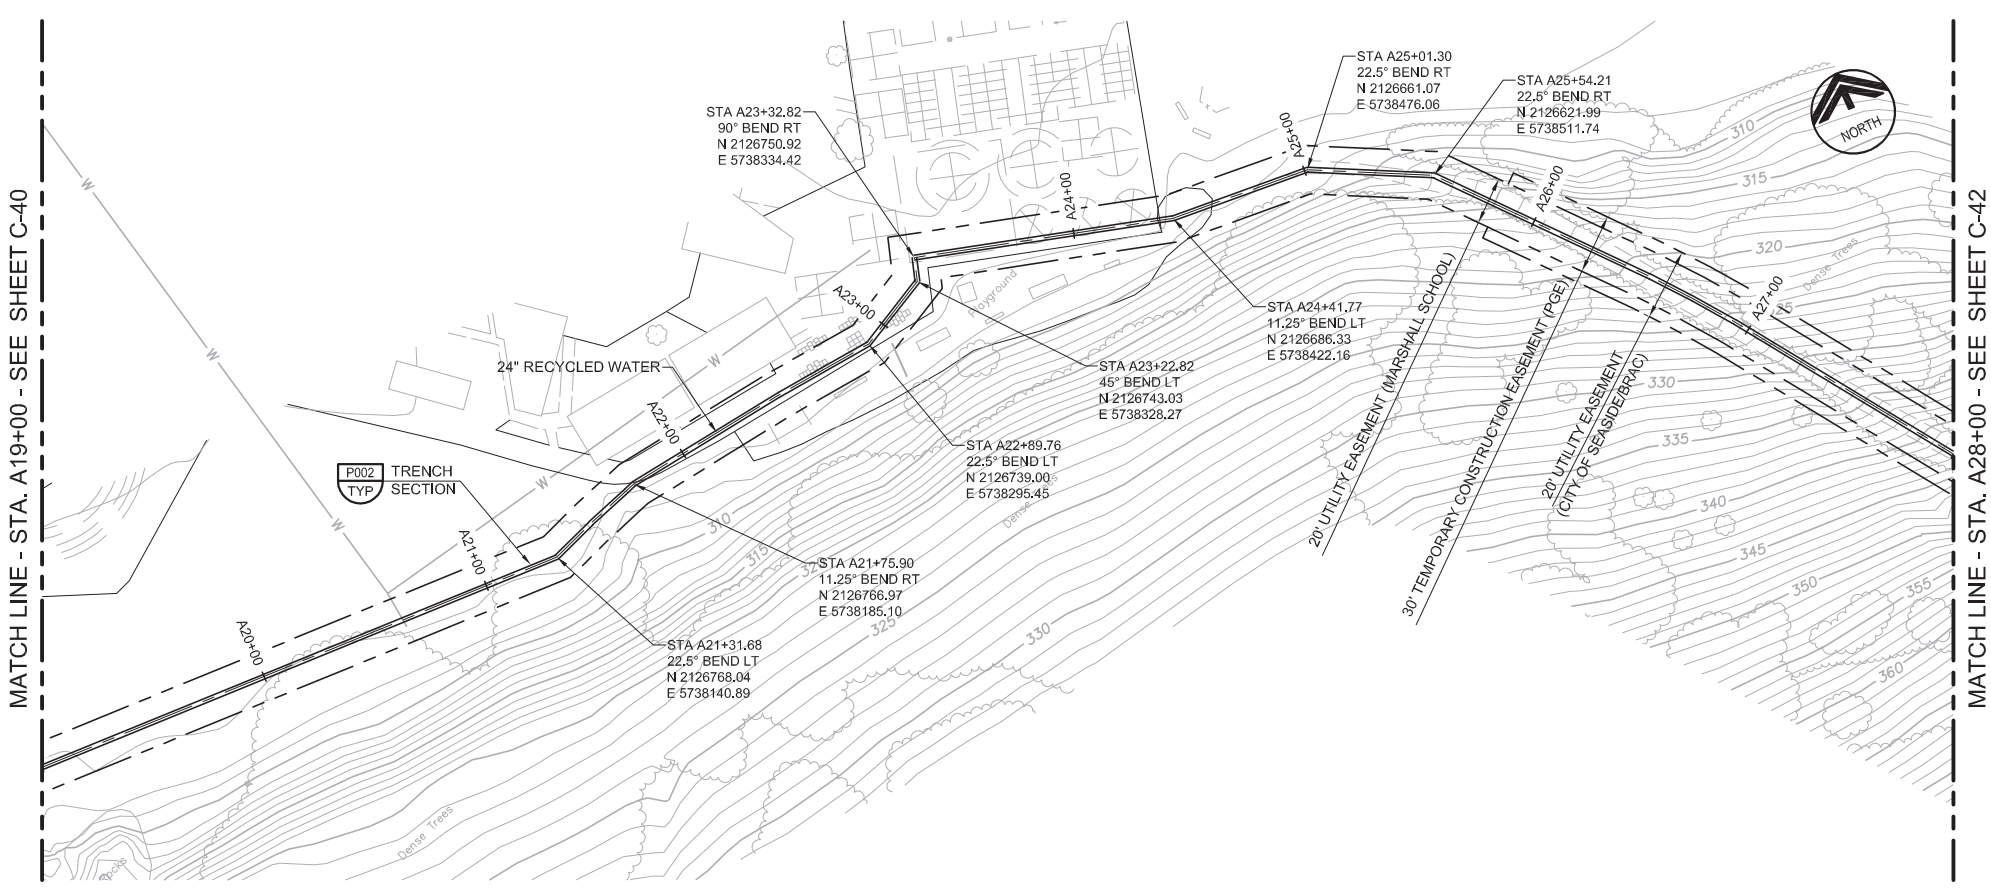 MATCH LINE - STA. A19+00 - SEE SHEET C-40
STA A23+32.82
90° BEND RT
N 2126750.92
E 5738334.42
STA A25+01.30
22.5° BEND RT
N 2126661.07
E 5738476.06
STA A25+54.21
22.5° BEND RT
N 2126621.99
E 5738511.74
NORTH
A25+00
A24+00
A26+00
A23+00
A27+00
310
315
320
325
W
W
W
W
W
Playground
Dense Trees
24" RECYCLED WATER
A22+00
STA A24+41.77
11.25° BEND LT
N 2126686.33
E 5738422.16
STA A23+22.82
45° BEND LT
N 2126743.03
E 5738328.27
STA A22+89.76
22.5° BEND LT
N 2126739.00
E 5738295.45
20' UTILITY EASEMENT (MARSHALL SCHOOL)
30' TEMPORARY CONSTRUCTION EASEMENT (PGE)
20' UTILITY EASEMENT
(CITY OF SEASIDE/BRAC)
330
335
340
345
350
355
360
P002
TYP
TRENCH
SECTION
A21+00
A20+00
STA A21+75.90
11.25° BEND RT
N 2126766.97
E 5738185.10
STA A21+31.68
22.5° BEND LT
N 2126768.04
E 5738140.89
310
315
325
330
Dense Trees
Dense Trees
MATCH LINE - STA. A28+00 - SEE SHEET C-42